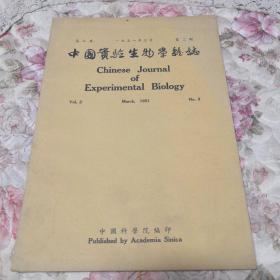 第二卷 一九五一年三月 第二期
中國實驗生物學雜誌
Chinese Journal
of
Experimental Biology
Vol. 2 March, 1951 No. 2
中國科學院編印
Published by Academia Sinica